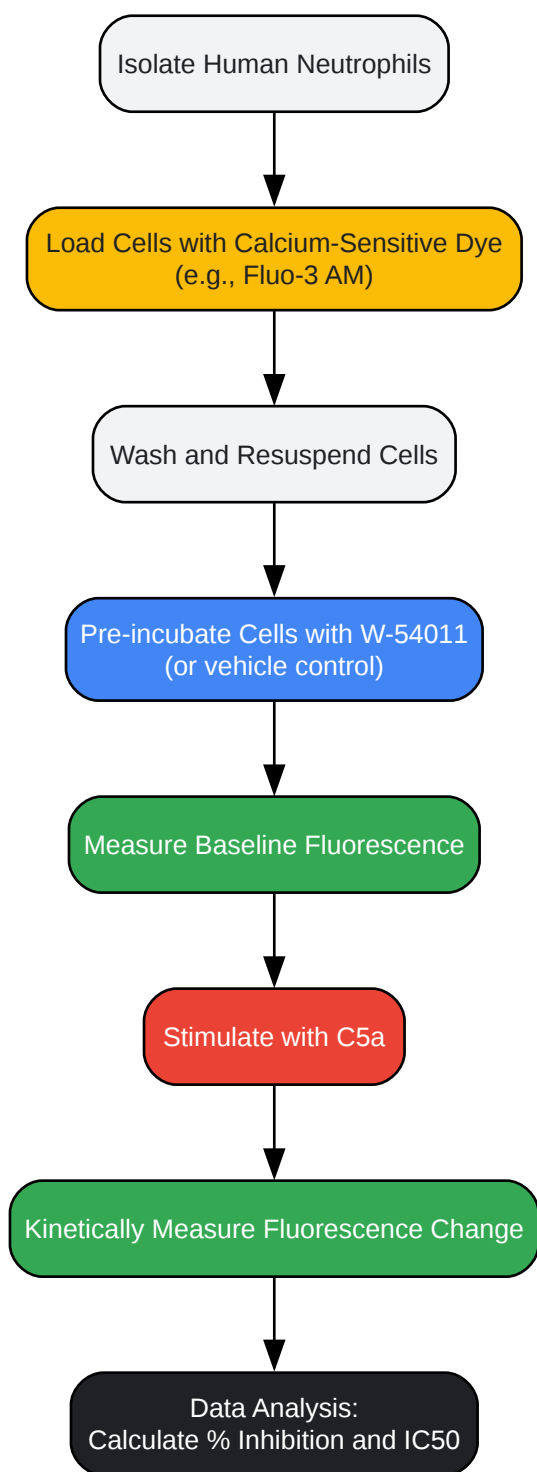 Isolate Human Neutrophils
Load Cells with Calcium-Sensitive Dye
(e.g., Fluo-3 AM)
Wash and Resuspend Cells
Pre-incubate Cells with W-54011
(or vehicle control)
Measure Baseline Fluorescence
Stimulate with C5a
Kinetically Measure Fluorescence Change
Data Analysis:
Calculate % Inhibition and IC50